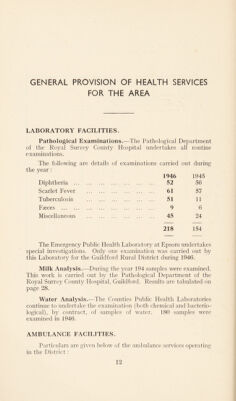 GENERAL PROVISION OF HEALTH SERVICES
FOR THE AREA
LABORATORY FACILITIES.
Pathological Examinations.—The Pathological Department
of the Royal Surrey County Hospital undertakes all routine
examinations.
The following are details of examinations carried out during
the year:
1946 1945
Diphtheria ... ... ... ... ... ... 52 56
Scarlet Fever ... ... ... ... ... 61 57
Tuberculosis ... ... ... ... ... 51 11
Fæces ... ... ... ... ... ... ... 9 6
Miscellaneous ... ... ... ... ... 45 24
218 154
The Emergency Public Health Laboratory at Epsom undertakes
special investigations. Only one examination was carried out by
this Laboratory for the Guildford Rural District during 1946.
Milk Analysis.—During the year 194 samples were examined.
This work is carried out by the Pathological Department of the
Royal Surrey County Hospital, Guildford. Results are tabulated on
page 28.
Water Analysis.—The Counties Public Health Laboratories
continue to undertake the examination (both chemical and bacterio-
logical), by contract, of samples of water. 180 samples were
examined in 1946.
AMBULANCE FACILITIES.
Particulars are given below of the ambulance services operating
in the District:
12